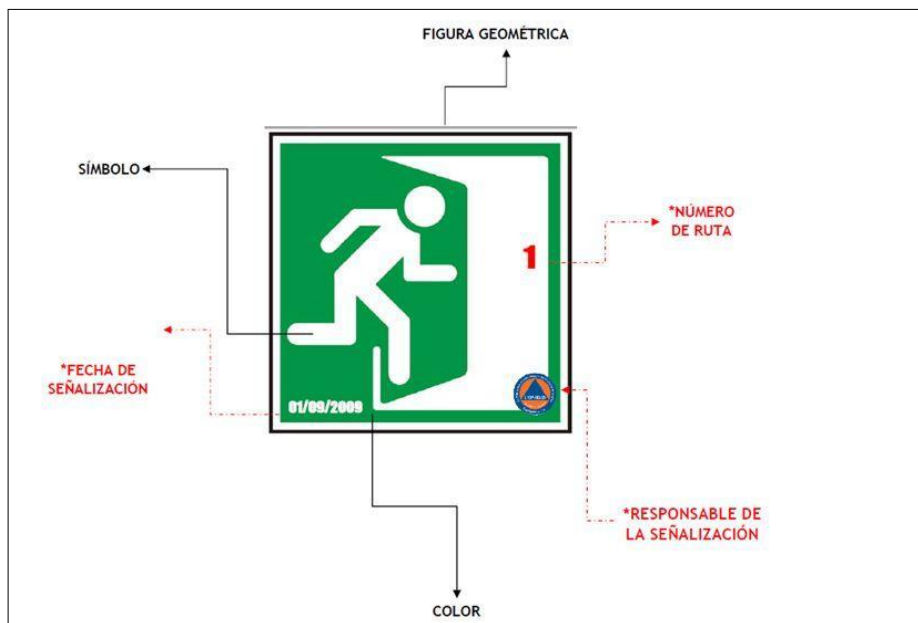 FIGURA GEOMÉTRICA
SÍMBOLO
*NÚMERO
DE RUTA
1
*FECHA DE
SEÑALIZACIÓN
01/09/2009
*RESPONSABLE DE
LA SEÑALIZACIÓN
COLOR